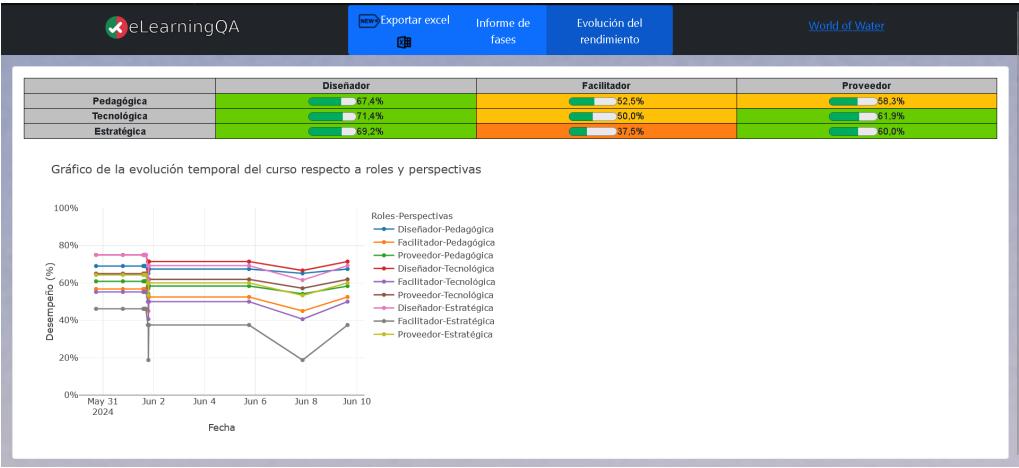 eLearningQA
NEW Exportar excel
Informe de
fases
Evolución del
rendimiento
World of Water
Diseñador Facilitador Proveedor
Pedagógica 67,4% 52,5% 58,3%
Tecnológica 71,4% 50,0% 61,9%
Estratégica 69,2% 37,5% 60,0%
Gráfico de la evolución temporal del curso respecto a roles y perspectivas
100%
80%
60%
40%
20%
0%
Desempeño (%)
May 31 Jun 2 Jun 4 Jun 6 Jun 8 Jun 10
2024
Fecha
Roles-Perspectivas
Diseñador-Pedagógica
Facilitador-Pedagógica
Proveedor-Pedagógica
Diseñador-Tecnológica
Facilitador-Tecnológica
Proveedor-Tecnológica
Diseñador-Estratégica
Facilitador-Estratégica
Proveedor-Estratégica